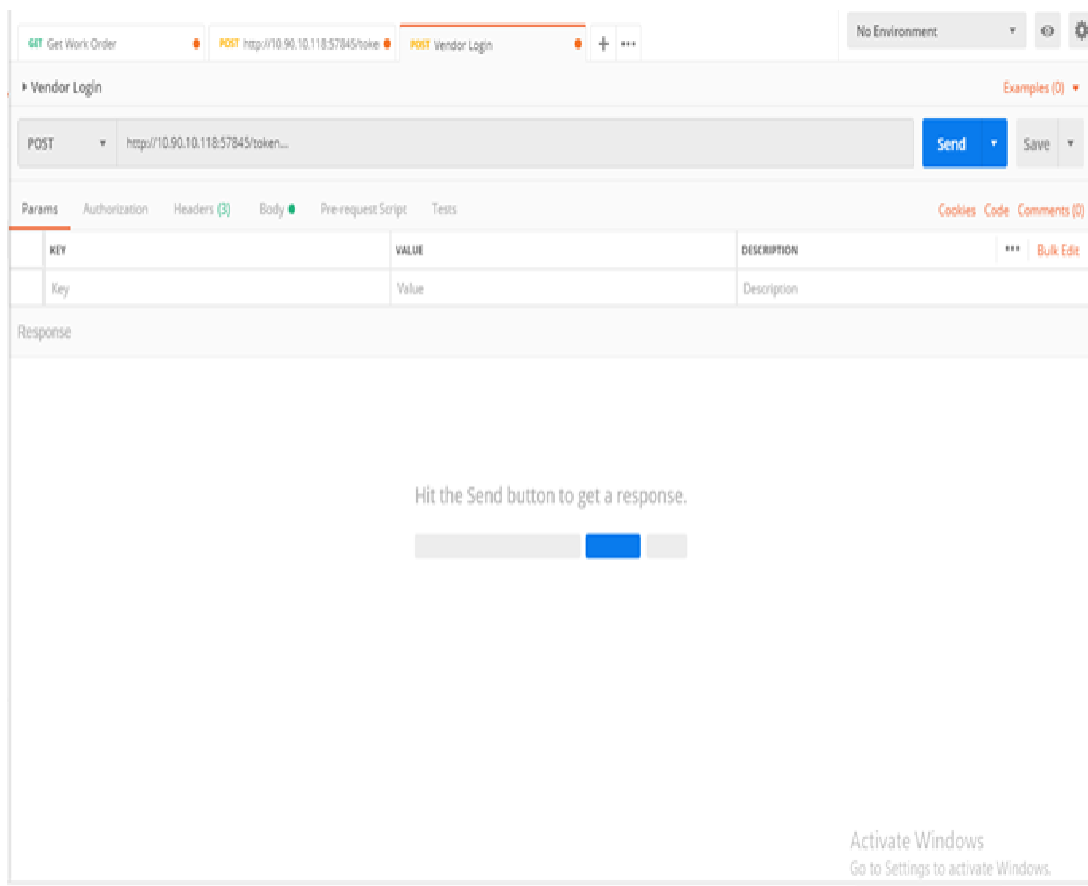 GET Get Work Order
POST http://10.90.10.118:57845/toke
POST Vendor Login
+ •••
No Environment
Vendor Login
Examples (0)
POST
http://10.90.10.118:57845/token...
Send
Save
Params
Authorization
Headers (3)
Body
Pre-request Script
Tests
Cookies
Code
Comments (0)
KEY
VALUE
DESCRIPTION
•••
Bulk Edit
Key
Value
Description
Response
Hit the Send button to get a response.
Activate Windows
Go to Settings to activate Windows.